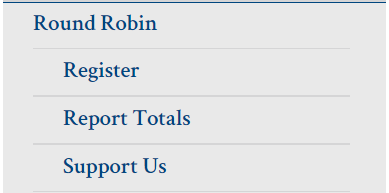 Round Robin
Register
Report Totals
Support Us